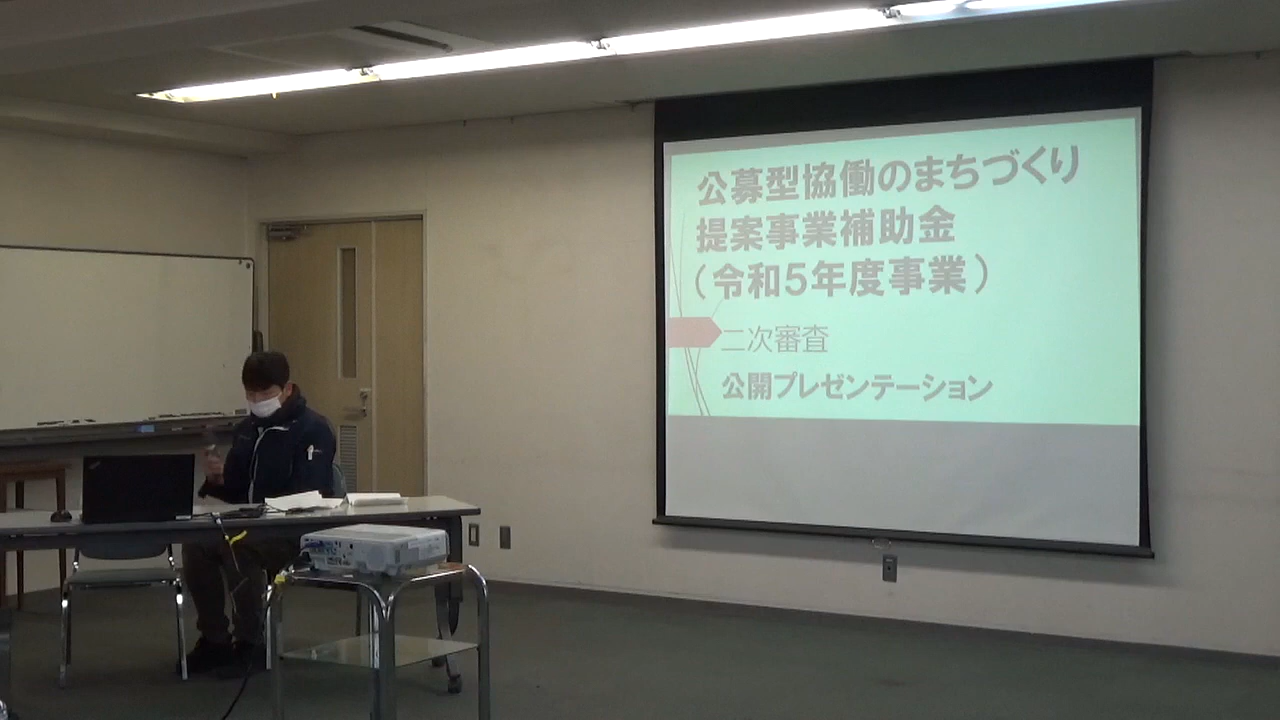 公募型協働のまちづくり
提案事業補助金
（令和５年度事業）
二次審査
公開プレゼンテーション